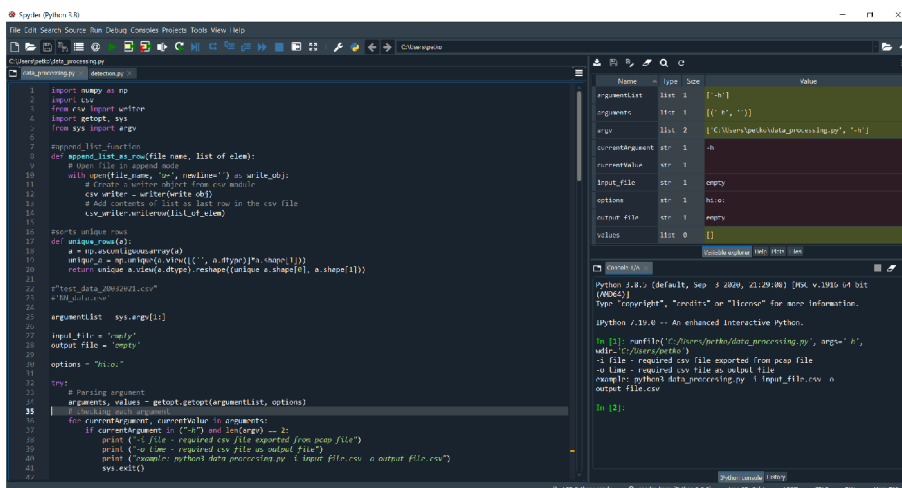 Spyder (Python 3.8)
File Edit Search Source Run Debug Consoles Projects Tools View Help
C:\Users\petko
C:\Users\petko\data_processing.py
data_processing.py
detection.py
1 import numpy as np
2 import csv
3 from csv import writer
4 import getopt, sys
5 from sys import argv
6
7 #append_list_function
8 def append_list_as_row(file_name, list_of_elem):
9 # Open file in append mode
10 with open(file_name, 'a+', newline='') as write_obj:
11 # Create a writer object from csv module
12 csv_writer = writer(write_obj)
13 # Add contents of list as last row in the csv file
14 csv_writer.writerow(list_of_elem)
15
16 #sorts unique rows
17 def unique_rows(a):
18 a = np.ascontiguousarray(a)
19 unique_a = np.unique(a.view([('', a.dtype)]*a.shape[1]))
20 return unique_a.view(a.dtype).reshape((unique_a.shape[0], a.shape[1]))
21
22 #"test_data_20032021.csv"
23 #'NN_data.csv'
24
25 argumentList = sys.argv[1:]
26
27 input_file = 'empty'
28 output_file = 'empty'
29
30 options = "hi:o:"
31
32 try:
33 # Parsing argument
34 arguments, values = getopt.getopt(argumentList, options)
35 # checking each argument
36 for currentArgument, currentValue in arguments:
37 if currentArgument in ("-h") and len(argv) == 2:
38 print ("-i file - required csv file exported from pcap file")
39 print ("-o time - required csv file as output file")
40 print ("example: python3 data_proccesing.py -i input_file.csv -o output_file.csv")
41 sys.exit()
42
Name Type Size Value
argumentList list 1 ['-h']
arguments list 1 [('-h', '')]
argv list 2 ['C:\Users\petko\data_processing.py', '-h']
currentArgument str 1 -h
currentValue str 1
input_file str 1 empty
options str 1 hi:o:
output_file str 1 empty
values list 0 []
Variable explorer Help Plots Files
Console 1/A
Python 3.8.5 (default, Sep 3 2020, 21:29:08) [MSC v.1916 64 bit
(AMD64)]
Type "copyright", "credits" or "license" for more information.
IPython 7.19.0 -- An enhanced Interactive Python.
In [1]: runfile('C:/Users/petko/data_processing.py', args='-h',
wdir='C:/Users/petko')
-i file - required csv file exported from pcap file
-o time - required csv file as output file
example: python3 data_proccesing.py -i input_file.csv -o
output_file.csv
In [2]:
IPython console History